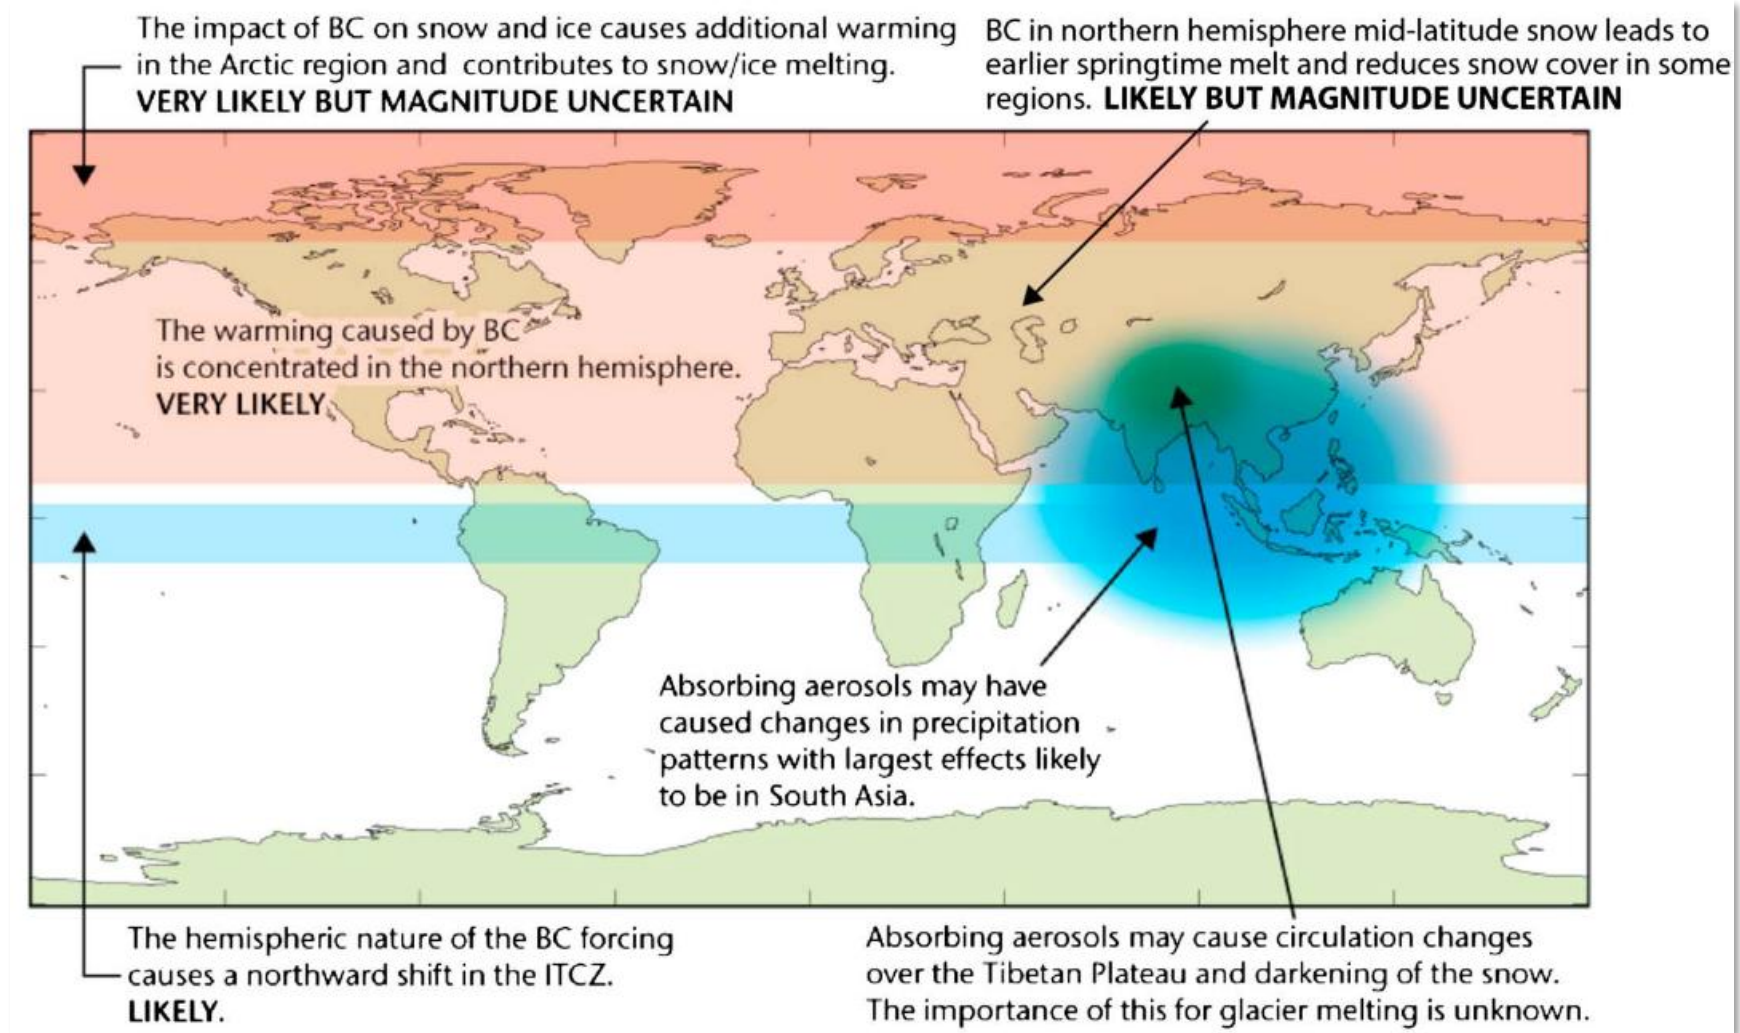 The impact of BC on snow and ice causes additional warming
in the Arctic region and contributes to snow/ice melting.
VERY LIKELY BUT MAGNITUDE UNCERTAIN
BC in northern hemisphere mid-latitude snow leads to
earlier springtime melt and reduces snow cover in some
regions. LIKELY BUT MAGNITUDE UNCERTAIN
The warming caused by BC
is concentrated in the northern hemisphere.
VERY LIKELY
Absorbing aerosols may have
caused changes in precipitation
patterns with largest effects likely
to be in South Asia.
The hemispheric nature of the BC forcing
causes a northward shift in the ITCZ.
LIKELY.
Absorbing aerosols may cause circulation changes
over the Tibetan Plateau and darkening of the snow.
The importance of this for glacier melting is unknown.